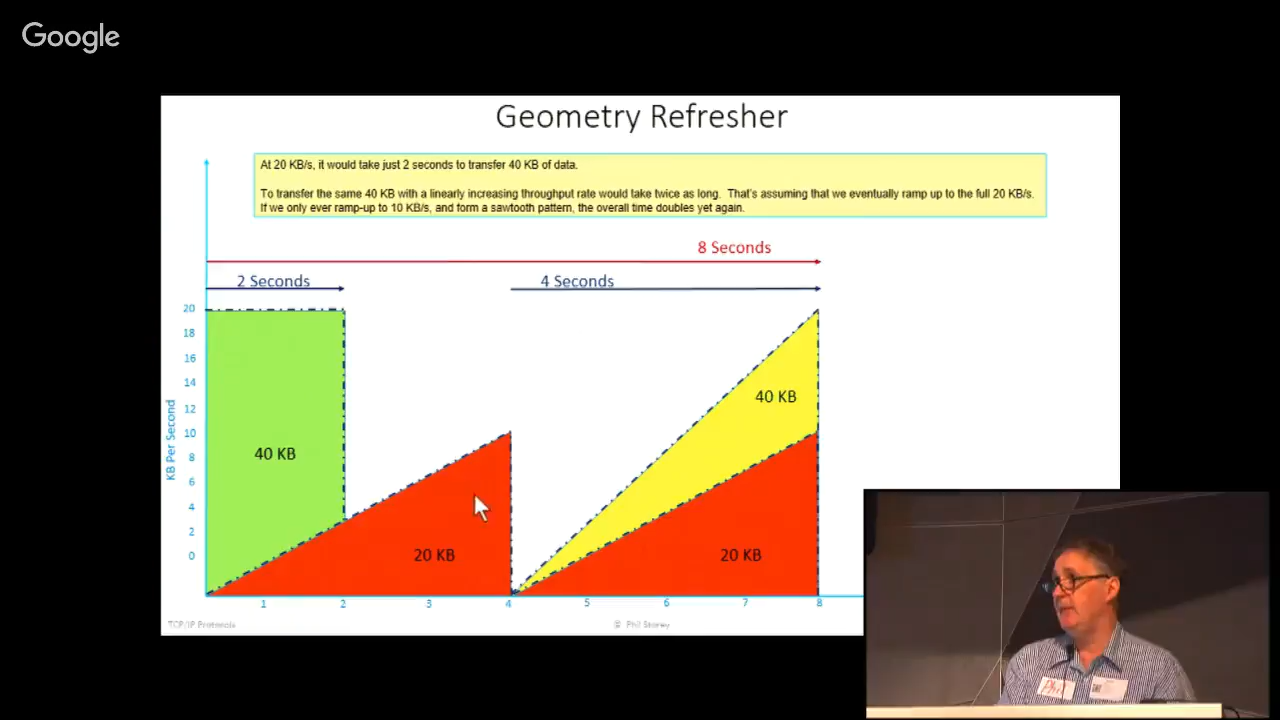 Google
Geometry Refresher
At 20 KB/s, it would take just 2 seconds to transfer 40 KB of data.
To transfer the same 40 KB with a linearly increasing throughput rate would take twice as long. That's assuming that we eventually ramp up to the full 20 KB/s.
If we only ever ramp-up to 10 KB/s, and form a sawtooth pattern, the overall time doubles yet again.
8 Seconds
2 Seconds
4 Seconds
KB Per Second
20
18
16
14
12
10
8
6
4
2
0
40 KB
20 KB
40 KB
20 KB
1
2
3
4
5
6
7
8
TCP/IP Protocols
© Phil Storey
Phil